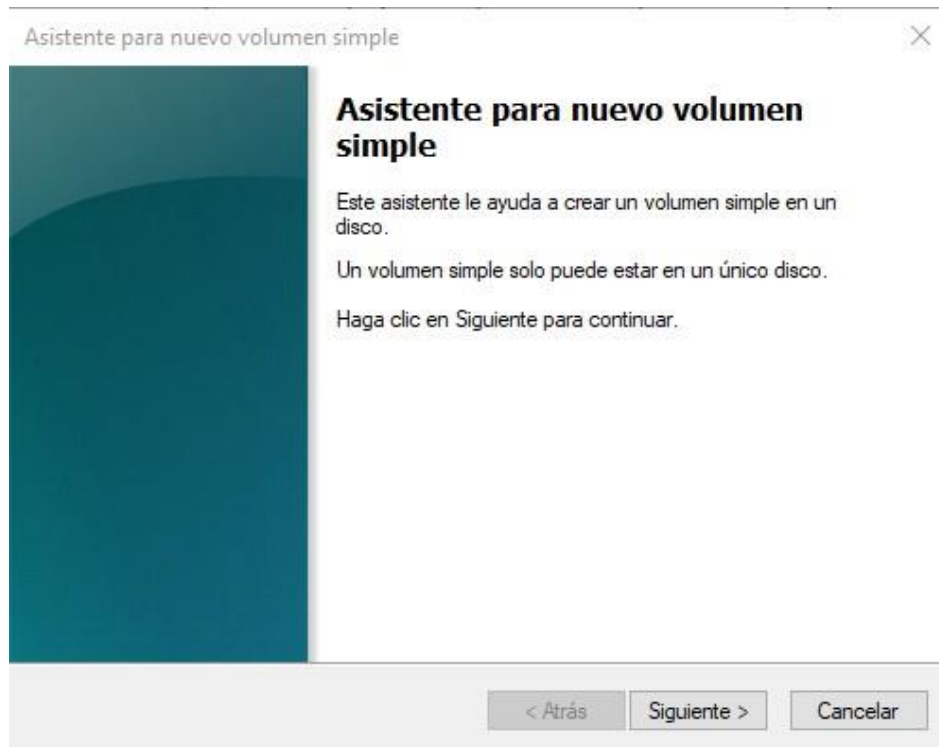 Asistente para nuevo volumen simple
Asistente para nuevo volumen
simple
Este asistente le ayuda a crear un volumen simple en un
disco.
Un volumen simple solo puede estar en un único disco.
Haga clic en Siguiente para continuar.
< Atrás
Siguiente >
Cancelar